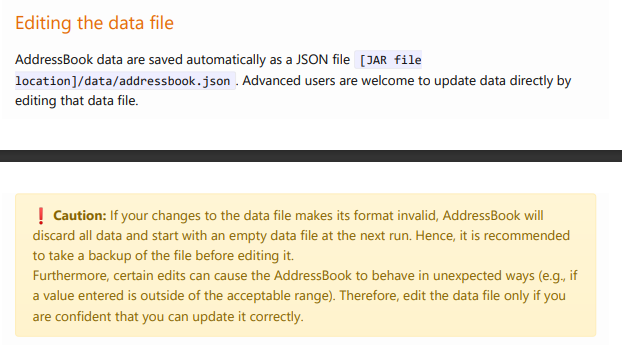 Editing the data file
AddressBook data are saved automatically as a JSON file [JAR file
location]/data/addressbook.json . Advanced users are welcome to update data directly by
editing that data file.
❗ Caution: If your changes to the data file makes its format invalid, AddressBook will
discard all data and start with an empty data file at the next run. Hence, it is recommended
to take a backup of the file before editing it.
Furthermore, certain edits can cause the AddressBook to behave in unexpected ways (e.g., if
a value entered is outside of the acceptable range). Therefore, edit the data file only if you
are confident that you can update it correctly.